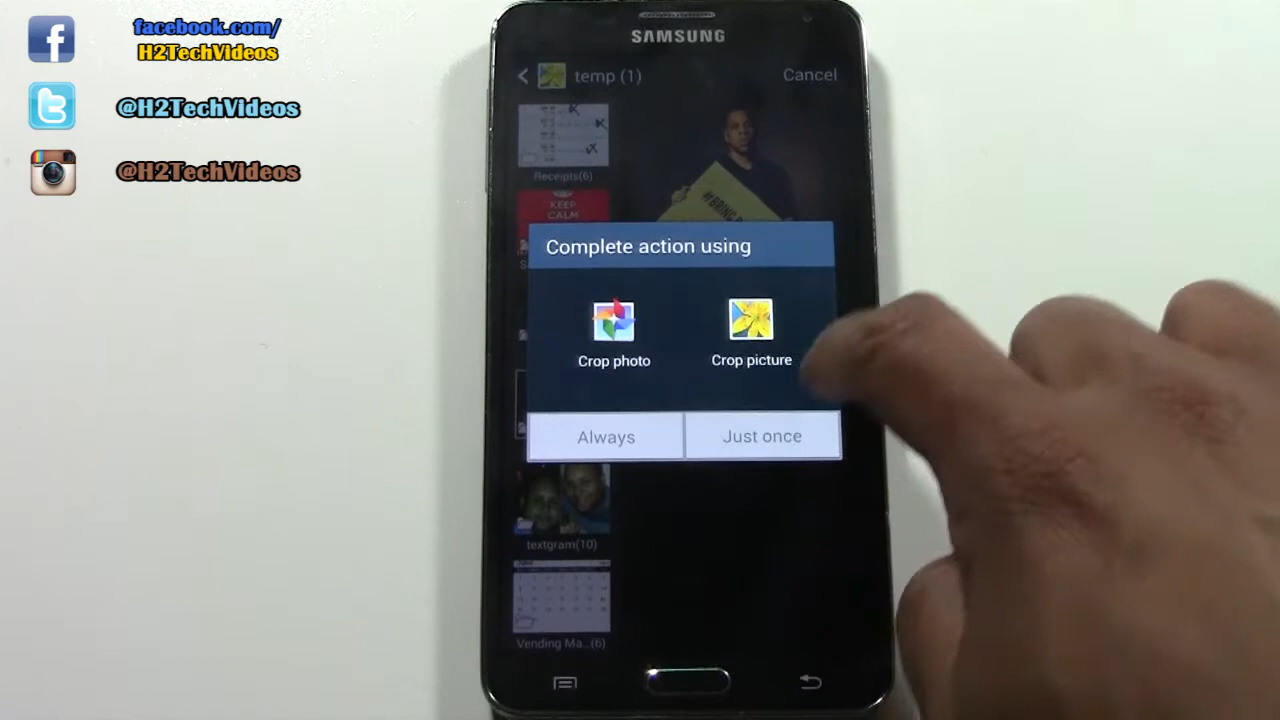 facebook.com/
H2TechVideos
@H2TechVideos
@H2TechVideos
SAMSUNG
temp (1)
Cancel
Receipts(6)
KEEP
CALM
#BRING
Complete action using
Crop photo
Crop picture
Always
Just once
textgram(10)
Vending Ma...(6)